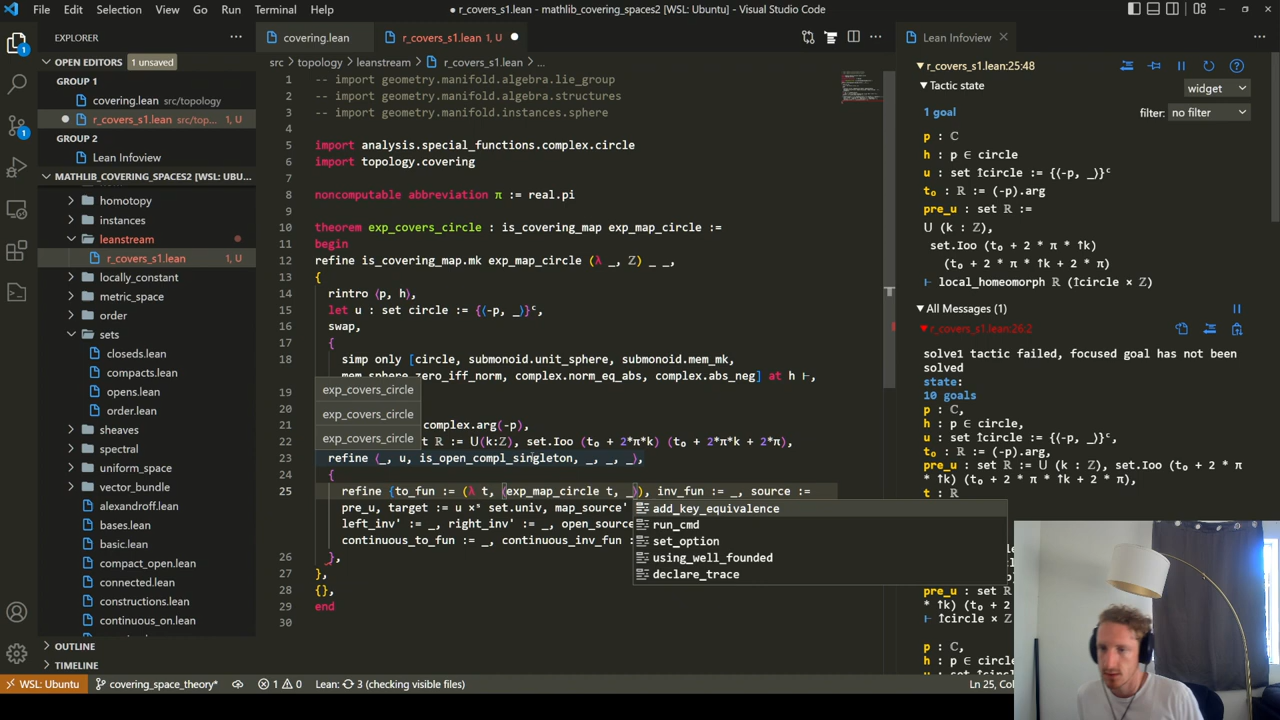 File Edit Selection View Go Run Terminal Help
● r_covers_s1.lean - mathlib_covering_spaces2 [WSL: Ubuntu] - Visual Studio Code
EXPLORER
OPEN EDITORS 1 unsaved
GROUP 1
covering.lean src/topology
r_covers_s1.lean src/top... 1, U
GROUP 2
Lean Infoview
MATHLIB_COVERING_SPACES2 [WSL: UBUNTU]
homotopy
instances
leanstream
r_covers_s1.lean 1, U
locally_constant
metric_space
order
sets
closeds.lean
compacts.lean
opens.lean
order.lean
sheaves
spectral
uniform_space
vector_bundle
alexandroff.lean
bases.lean
basic.lean
compact_open.lean
connected.lean
constructions.lean
continuous_on.lean
OUTLINE
TIMELINE
covering.lean
r_covers_s1.lean 1, U ●
src > topology > leanstream > r_covers_s1.lean > ...
1 -- import geometry.manifold.algebra.lie_group
2 -- import geometry.manifold.algebra.structures
3 -- import geometry.manifold.instances.sphere
4
5 import analysis.special_functions.complex.circle
6 import topology.covering
7
8 noncomputable abbreviation π := real.pi
9
10 theorem exp_covers_circle : is_covering_map exp_map_circle :=
11 begin
12 refine is_covering_map.mk exp_map_circle (λ _, ℤ) _ _,
13 {
14 rintro ⟨p, h⟩,
15 let u : set circle := {⟨-p, _⟩}ᶜ,
16 swap,
17 {
18 simp only [circle, submonoid.unit_sphere, submonoid.mem_mk,
mem_sphere_zero_iff_norm, complex.norm_eq_abs, complex.abs_neg] at h ⊢,
exp_covers_circle
19
20
exp_covers_circle
21 complex.arg(-p),
exp_covers_circle
22 t ℝ := ⋃(k:ℤ), set.Ioo (t₀ + 2*π*k) (t₀ + 2*π*k + 2*π),
23 refine ⟨_, u, is_open_compl_singleton, _, _, _⟩,
24 {
25 refine {to_fun := (λ t, ⟨exp_map_circle t, _⟩), inv_fun := _, source :=
pre_u, target := u ×ˢ set.univ, map_source'
left_inv' := _, right_inv' := _, open_source
continuous_to_fun := _, continuous_inv_fun :
add_key_equivalence
run_cmd
set_option
using_well_founded
declare_trace
26 },
27 },
28 {},
29 end
30
Lean Infoview
r_covers_s1.lean:25:48
Tactic state
widget
1 goal
filter: no filter
p : ℂ
h : p ∈ circle
u : set ↥circle := {⟨-p, _⟩}ᶜ
t₀ : ℝ := (-p).arg
pre_u : set ℝ :=
⋃ (k : ℤ),
set.Ioo (t₀ + 2 * π * ↑k)
(t₀ + 2 * π * ↑k + 2 * π)
⊢ local_homeomorph ℝ (↥circle × ℤ)
All Messages (1)
r_covers_s1.lean:26:2
solve1 tactic failed, focused goal has not been
solved
state:
10 goals
p : ℂ,
h : p ∈ circle,
u : set ↥circle := {⟨-p, _⟩}ᶜ,
t₀ : ℝ := (-p).arg,
pre_u : set ℝ := ⋃ (k : ℤ), set.Ioo (t₀ + 2 * π
* ↑k) (t₀ + 2 * π * ↑k + 2 * π)
WSL: Ubuntu
covering_space_theory*
1 0
Lean: 3 (checking visible files)
Ln 25,